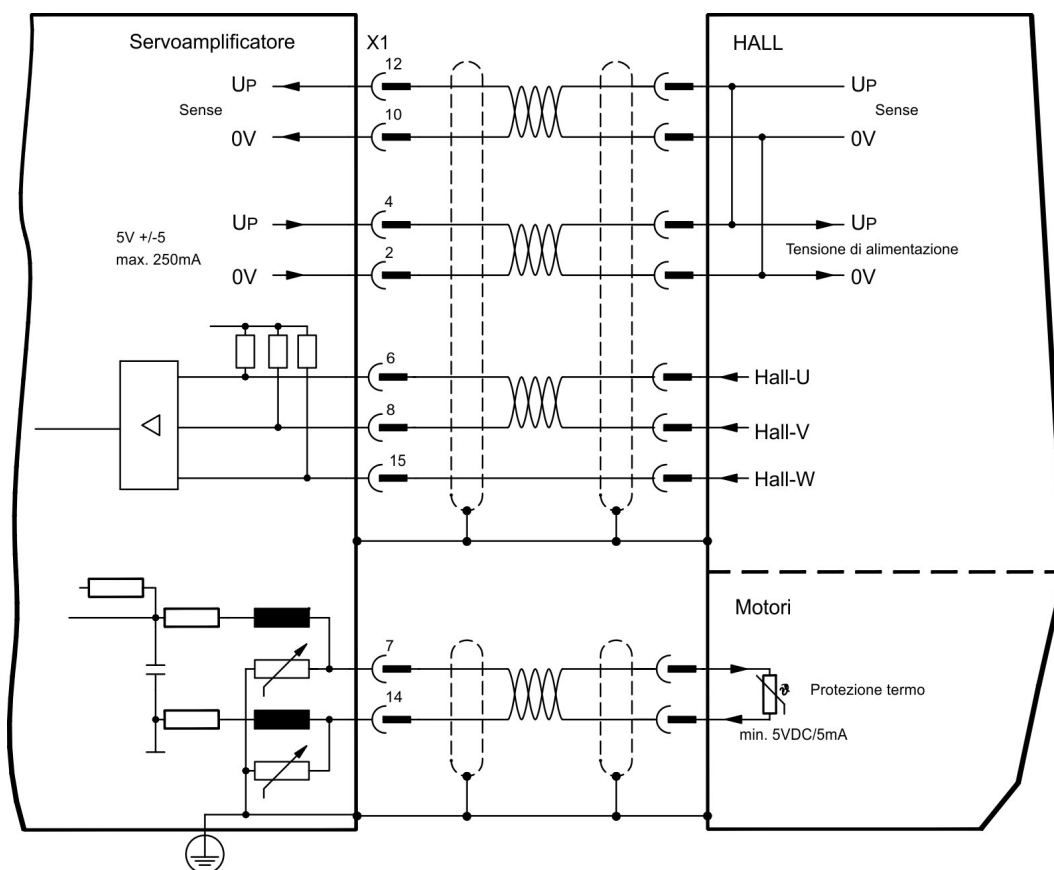 Servoamplificatore
X1
HALL
12
UP
UP
Sense
Sense
10
0V
0V
4
UP
UP
5V +/-5
max. 250mA
Tensione di alimentazione
2
0V
0V
6
Hall-U
8
Hall-V
15
Hall-W
Motori
7
Protezione termo
14
min. 5VDC/5mA